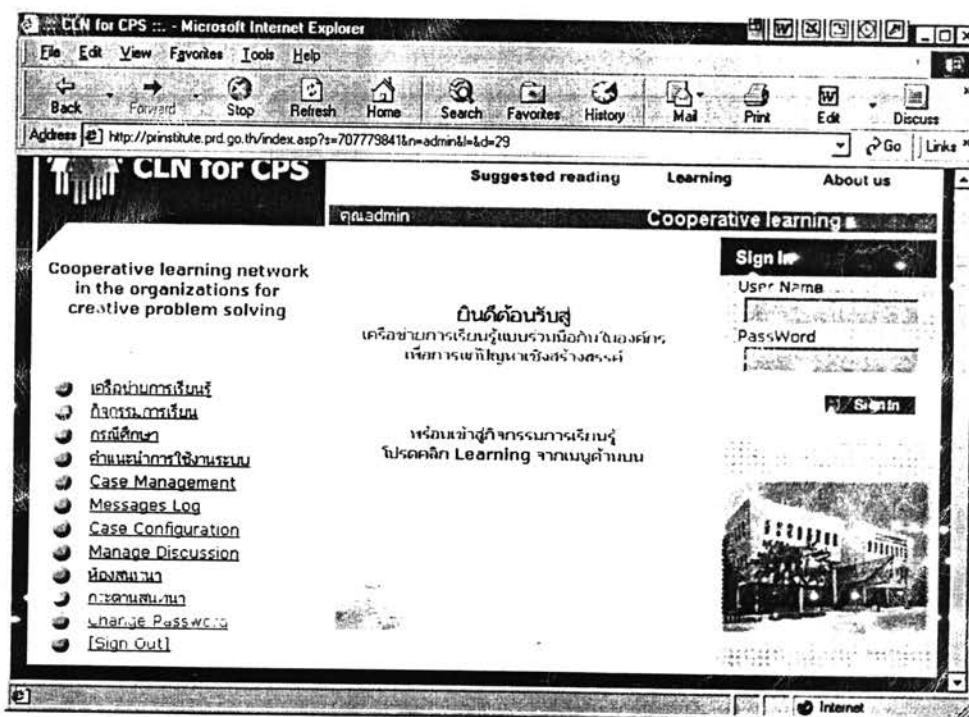 ::: CLN for CPS ::. - Microsoft Internet Explorer
File Edit View Favorites Tools Help
Back Forward Stop Refresh Home Search Favorites History Mail Print Edit Discuss
Address http://prinstitute.prd.go.th/index.asp?s=707779841&n=admin&l=&d=29 Go Links
CLN for CPS
Suggested reading Learning About us
คุณadmin Cooperative learning
Cooperative learning network
in the organizations for
creative problem solving
ยินดีต้อนรับสู่
เครือข่ายการเรียนรู้แบบร่วมมือกันในองค์กร
เพื่อการแก้ปัญหาเชิงสร้างสรรค์
พร้อมเข้าสู่กิจกรรมการเรียนรู้
โปรดคลิก Learning จากเมนูด้านบน
Sign In
User Name
PassWord
Sign In
เครือข่ายการเรียนรู้
กิจกรรมการเรียน
กรณีศึกษา
คำแนะนำการใช้งานระบบ
Case Management
Messages Log
Case Configuration
Manage Discussion
ห้องสนทนา
กระดานสนทนา
Change Password
[Sign Out]
Internet